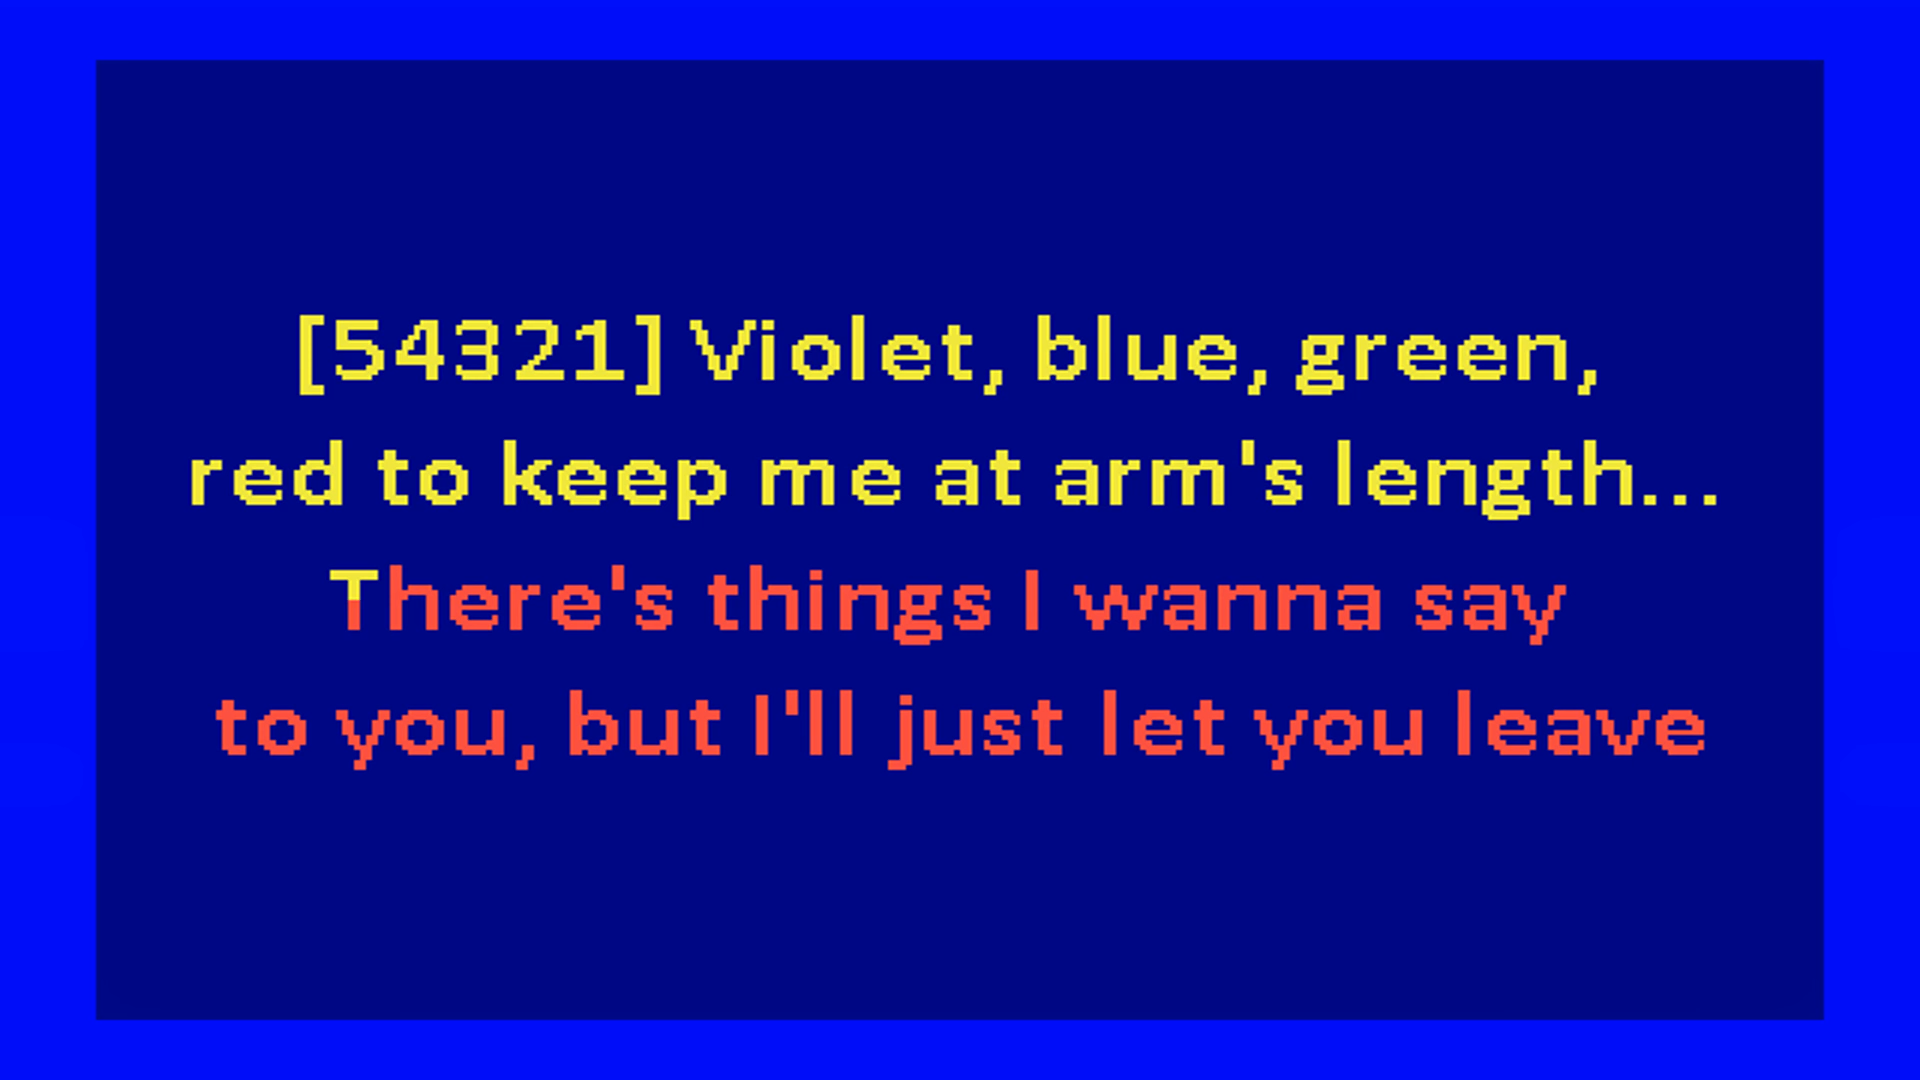 [54321] Violet, blue, green,
red to keep me at arm's length...
There's things I wanna say
to you, but I'll just let you leave